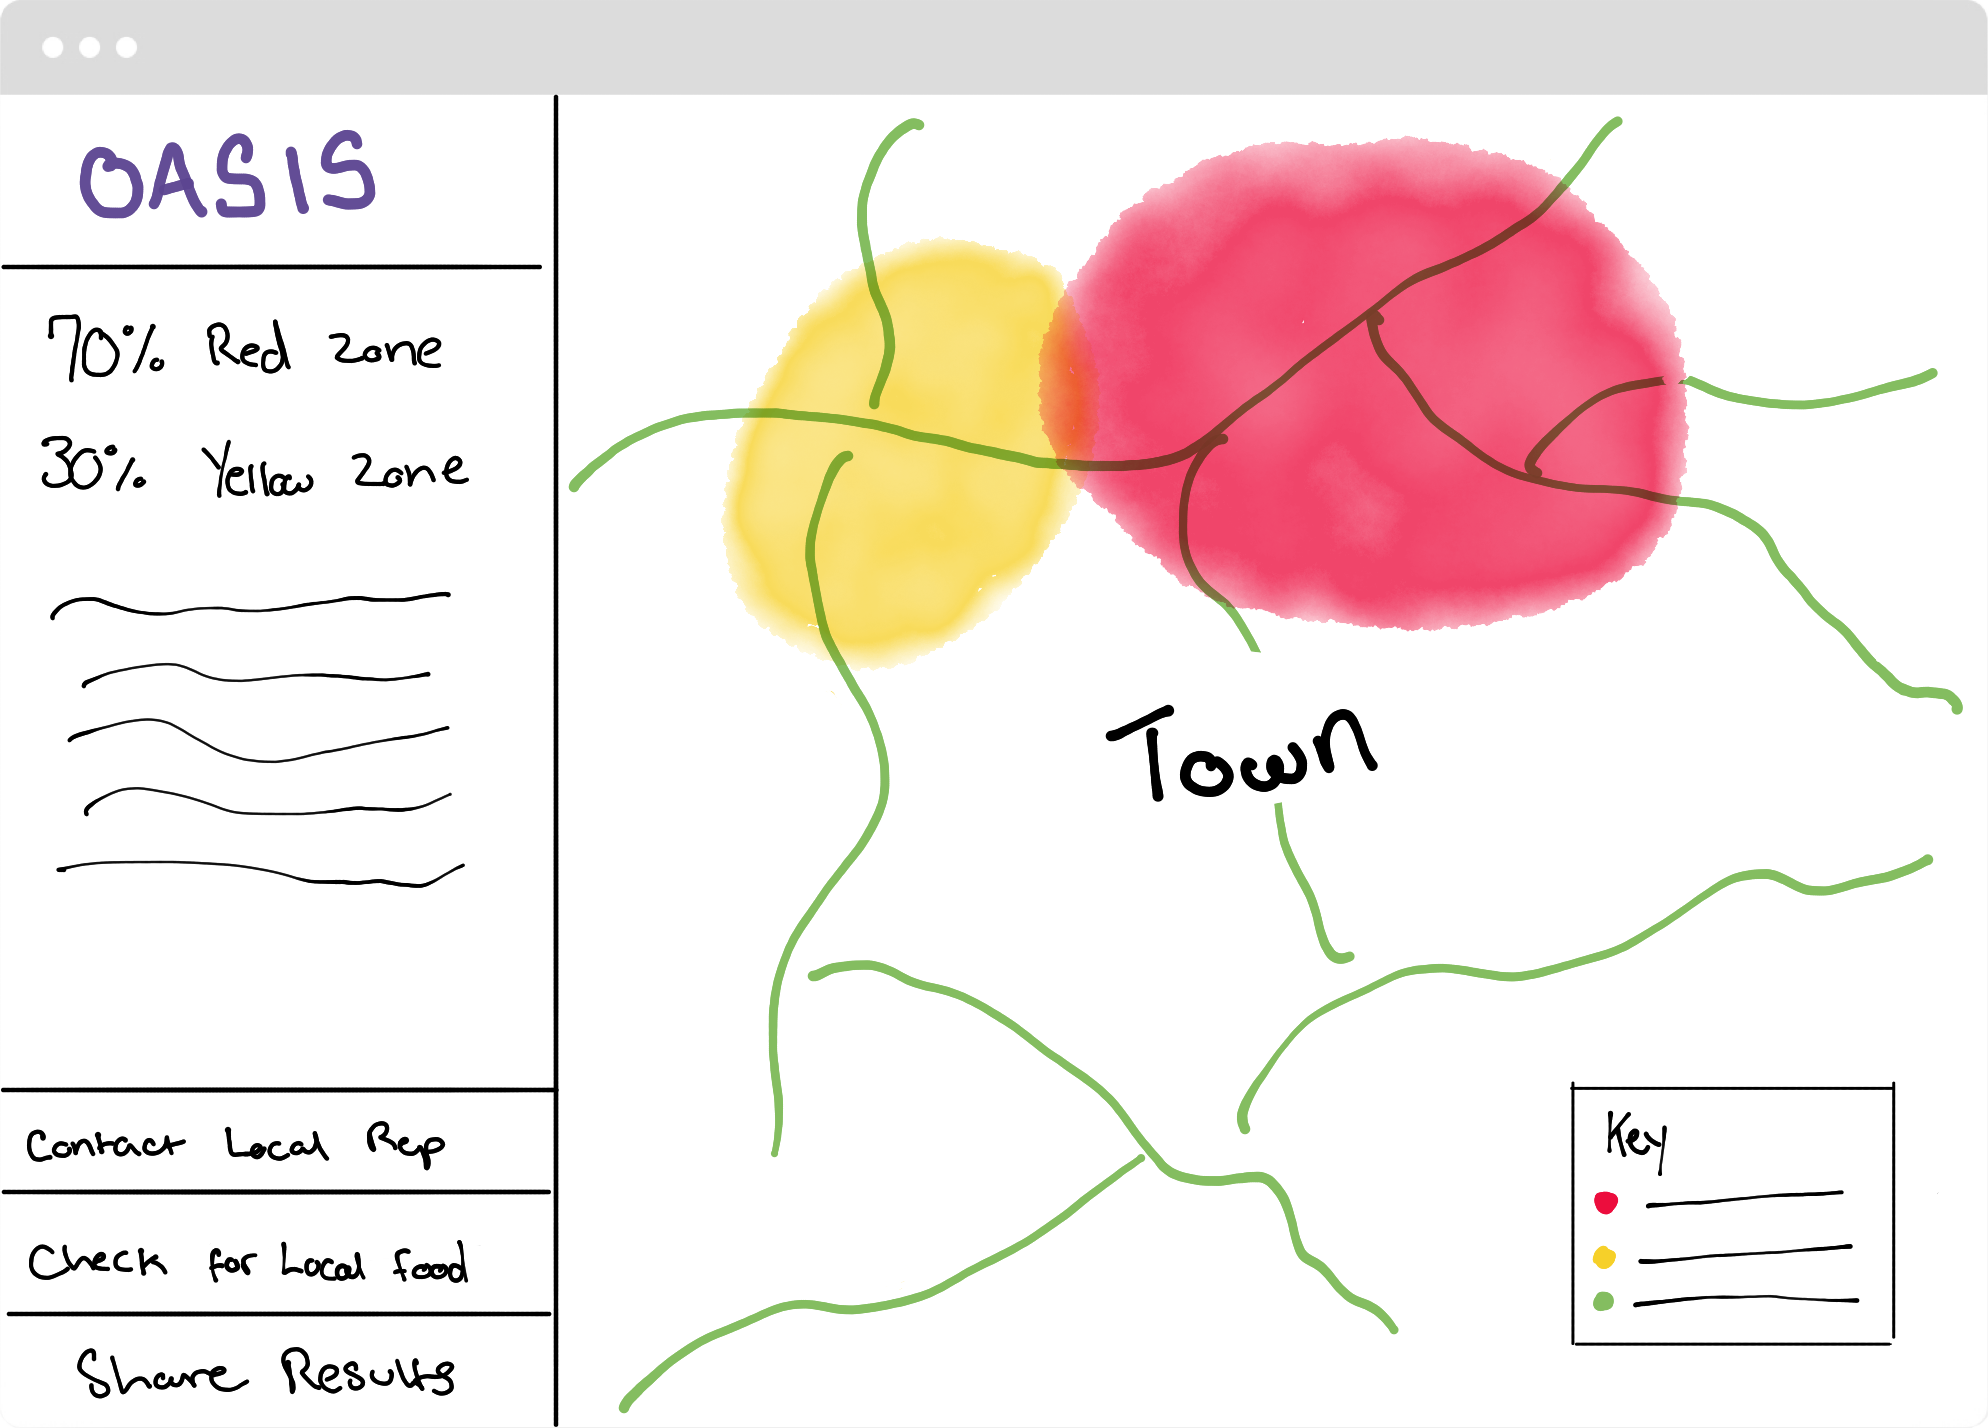 OASIS
70% Red zone
30% Yellow zone
Contact Local Rep
Check for Local food
Share Results
Town
Key